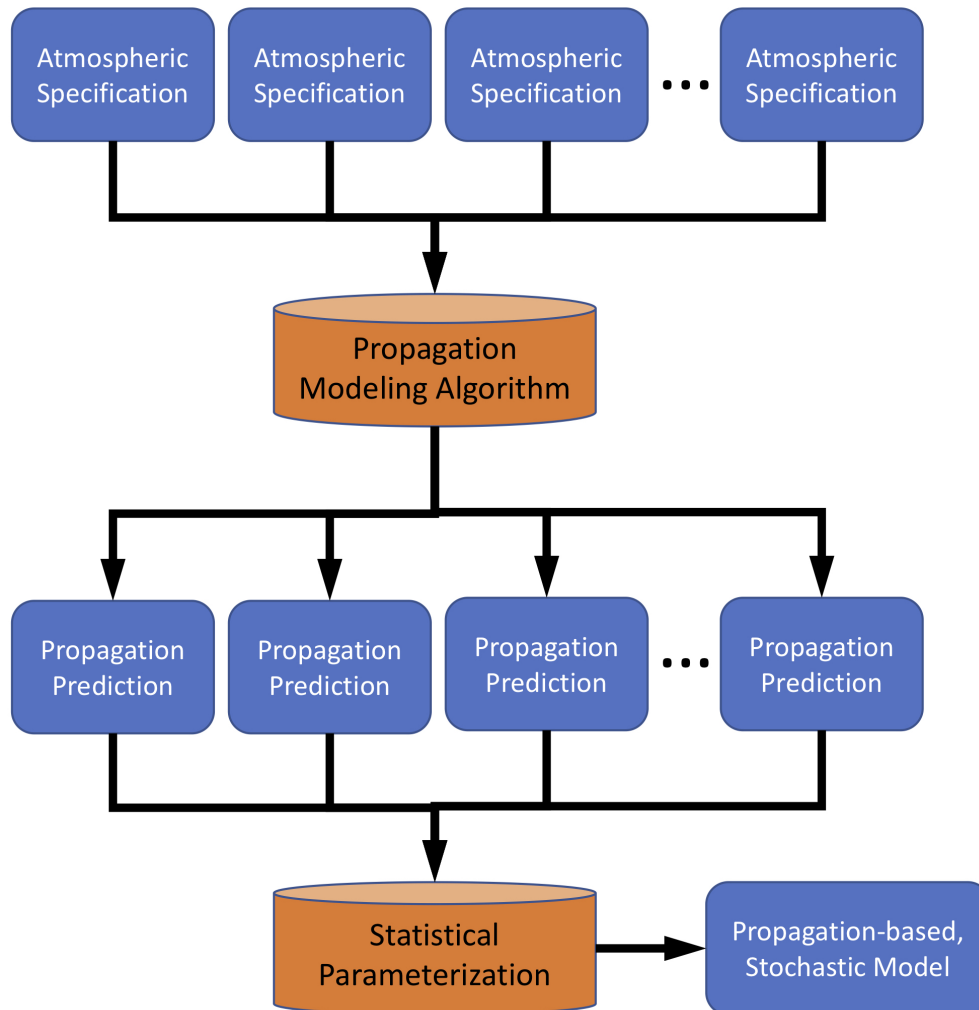 Atmospheric
Specification
Atmospheric
Specification
Atmospheric
Specification
...
Atmospheric
Specification
Propagation
Modeling Algorithm
Propagation
Prediction
Propagation
Prediction
Propagation
Prediction
...
Propagation
Prediction
Statistical
Parameterization
Propagation-based,
Stochastic Model